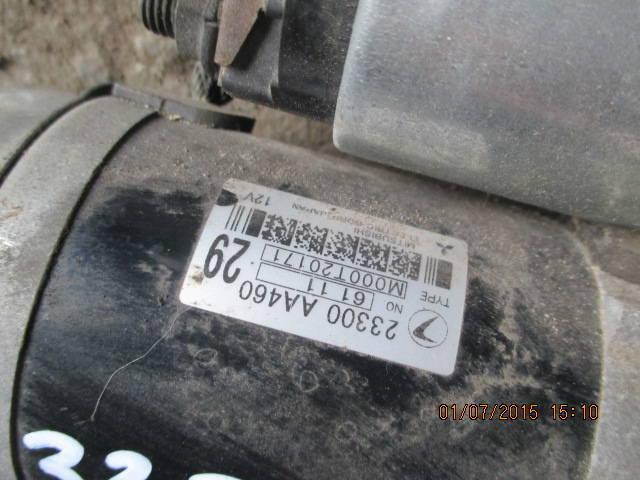 23300 AA460
NO 61 11
TYPE M000T20171
29
MITSUBISHI
12V
01/07/2015 15:10